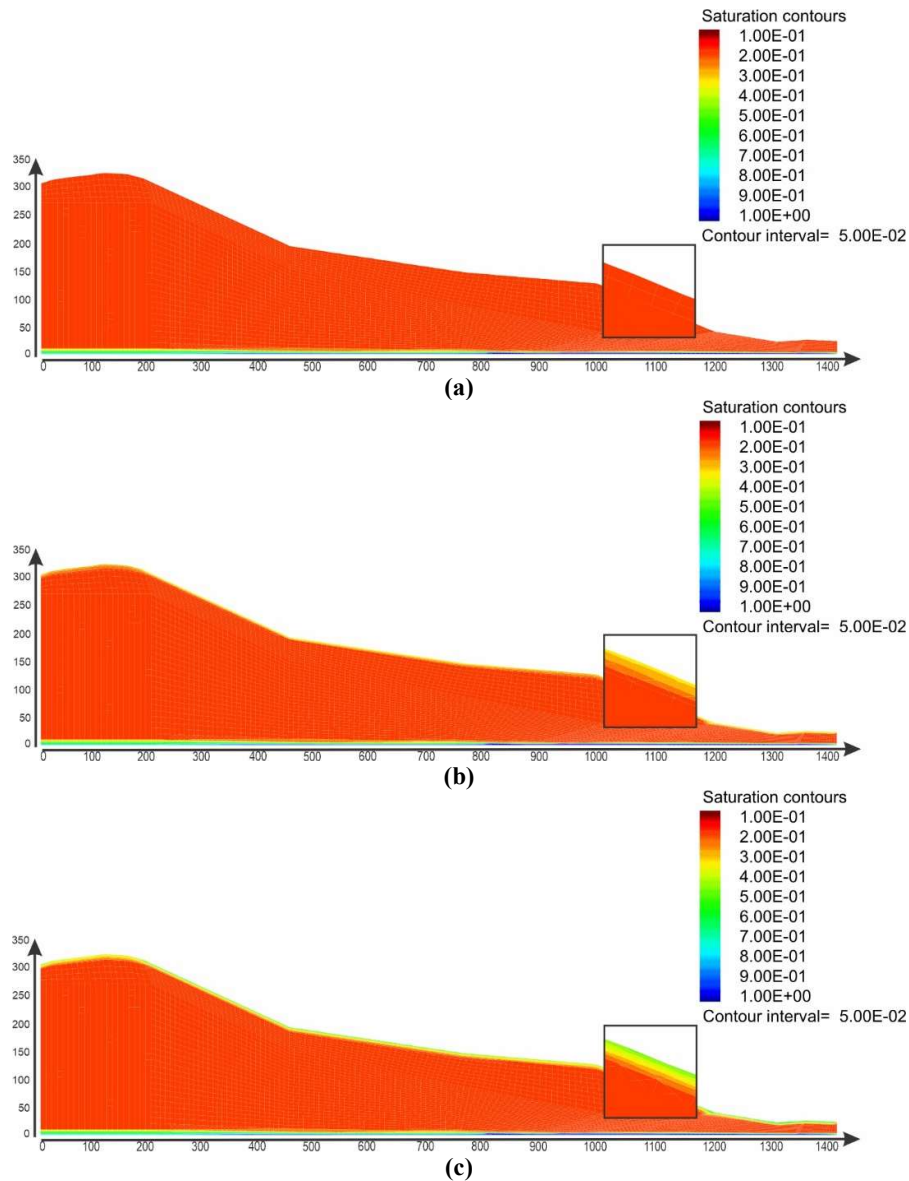 Saturation contours
1.00E-01
2.00E-01
3.00E-01
4.00E-01
5.00E-01
6.00E-01
7.00E-01
8.00E-01
9.00E-01
1.00E+00
Contour interval= 5.00E-02
350
300
250
200
150
100
50
0
0 100 200 300 400 500 600 700 800 900 1000 1100 1200 1300 1400
(a)
Saturation contours
1.00E-01
2.00E-01
3.00E-01
4.00E-01
5.00E-01
6.00E-01
7.00E-01
8.00E-01
9.00E-01
1.00E+00
Contour interval= 5.00E-02
350
300
250
200
150
100
50
0
0 100 200 300 400 500 600 700 800 900 1000 1100 1200 1300 1400
(b)
Saturation contours
1.00E-01
2.00E-01
3.00E-01
4.00E-01
5.00E-01
6.00E-01
7.00E-01
8.00E-01
9.00E-01
1.00E+00
Contour interval= 5.00E-02
350
300
250
200
150
100
50
0
0 100 200 300 400 500 600 700 800 900 1000 1100 1200 1300 1400
(c)